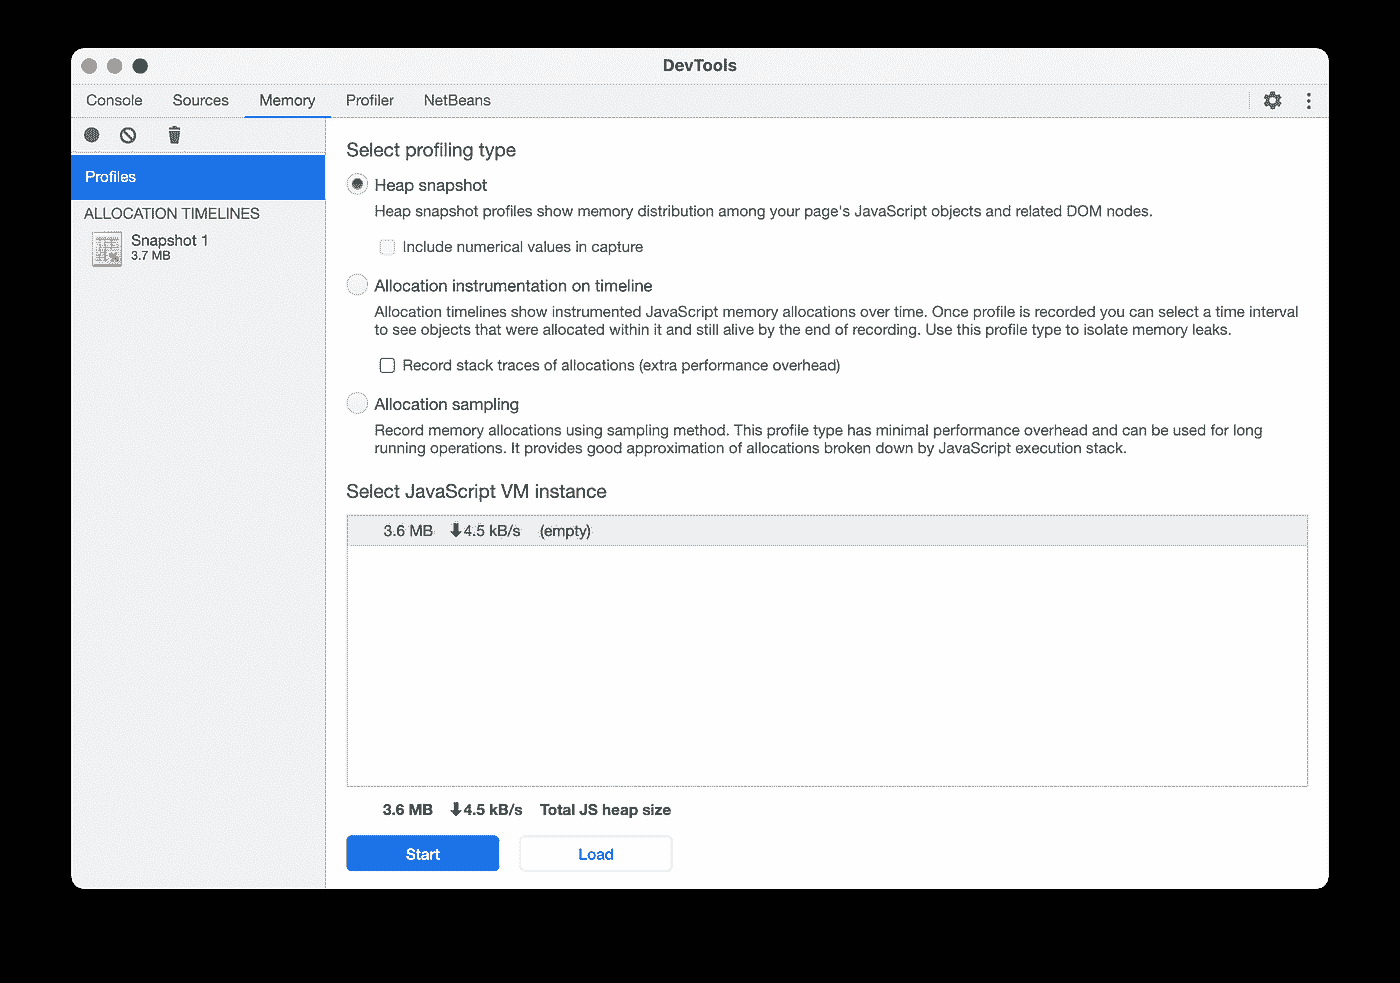 DevTools
Console Sources Memory Profiler NetBeans
Profiles
ALLOCATION TIMELINES
Snapshot 1
3.7 MB
Select profiling type
Heap snapshot
Heap snapshot profiles show memory distribution among your page's JavaScript objects and related DOM nodes.
Include numerical values in capture
Allocation instrumentation on timeline
Allocation timelines show instrumented JavaScript memory allocations over time. Once profile is recorded you can select a time interval
to see objects that were allocated within it and still alive by the end of recording. Use this profile type to isolate memory leaks.
Record stack traces of allocations (extra performance overhead)
Allocation sampling
Record memory allocations using sampling method. This profile type has minimal performance overhead and can be used for long
running operations. It provides good approximation of allocations broken down by JavaScript execution stack.
Select JavaScript VM instance
3.6 MB 4.5 kB/s (empty)
3.6 MB 4.5 kB/s Total JS heap size
Start Load